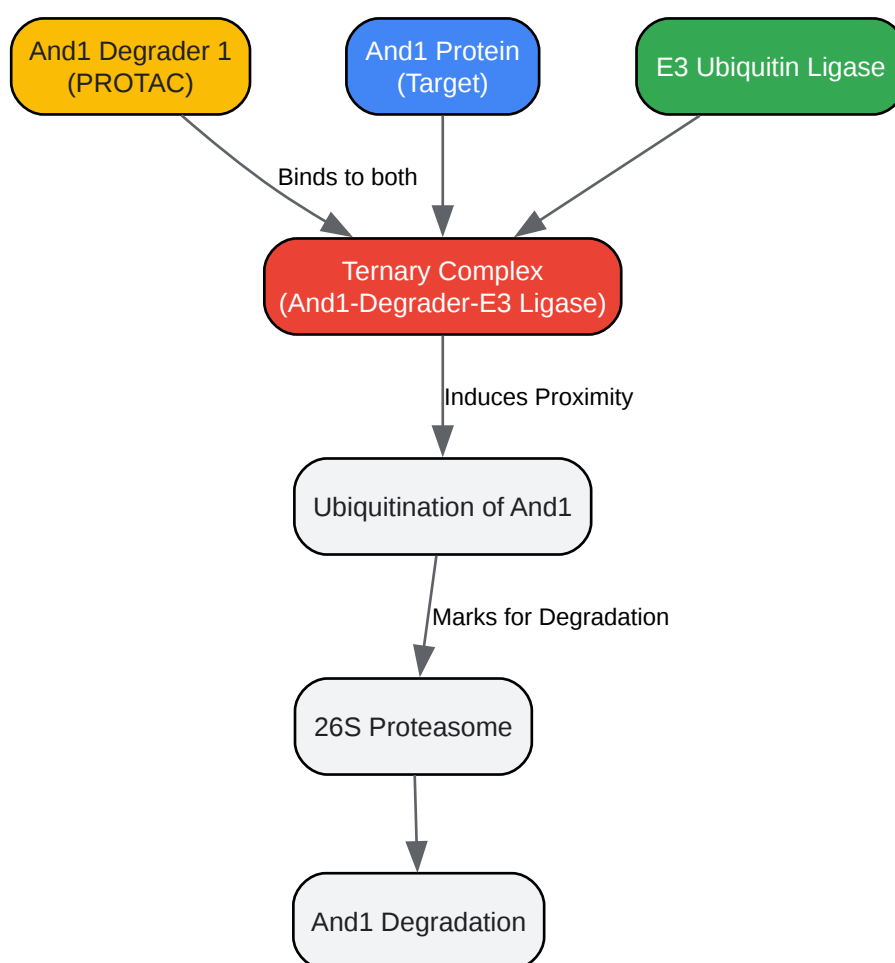 And1 Degrader 1
(PROTAC)
And1 Protein
(Target)
E3 Ubiquitin Ligase
Binds to both
Ternary Complex
(And1-Degrader-E3 Ligase)
Induces Proximity
Ubiquitination of And1
Marks for Degradation
26S Proteasome
And1 Degradation